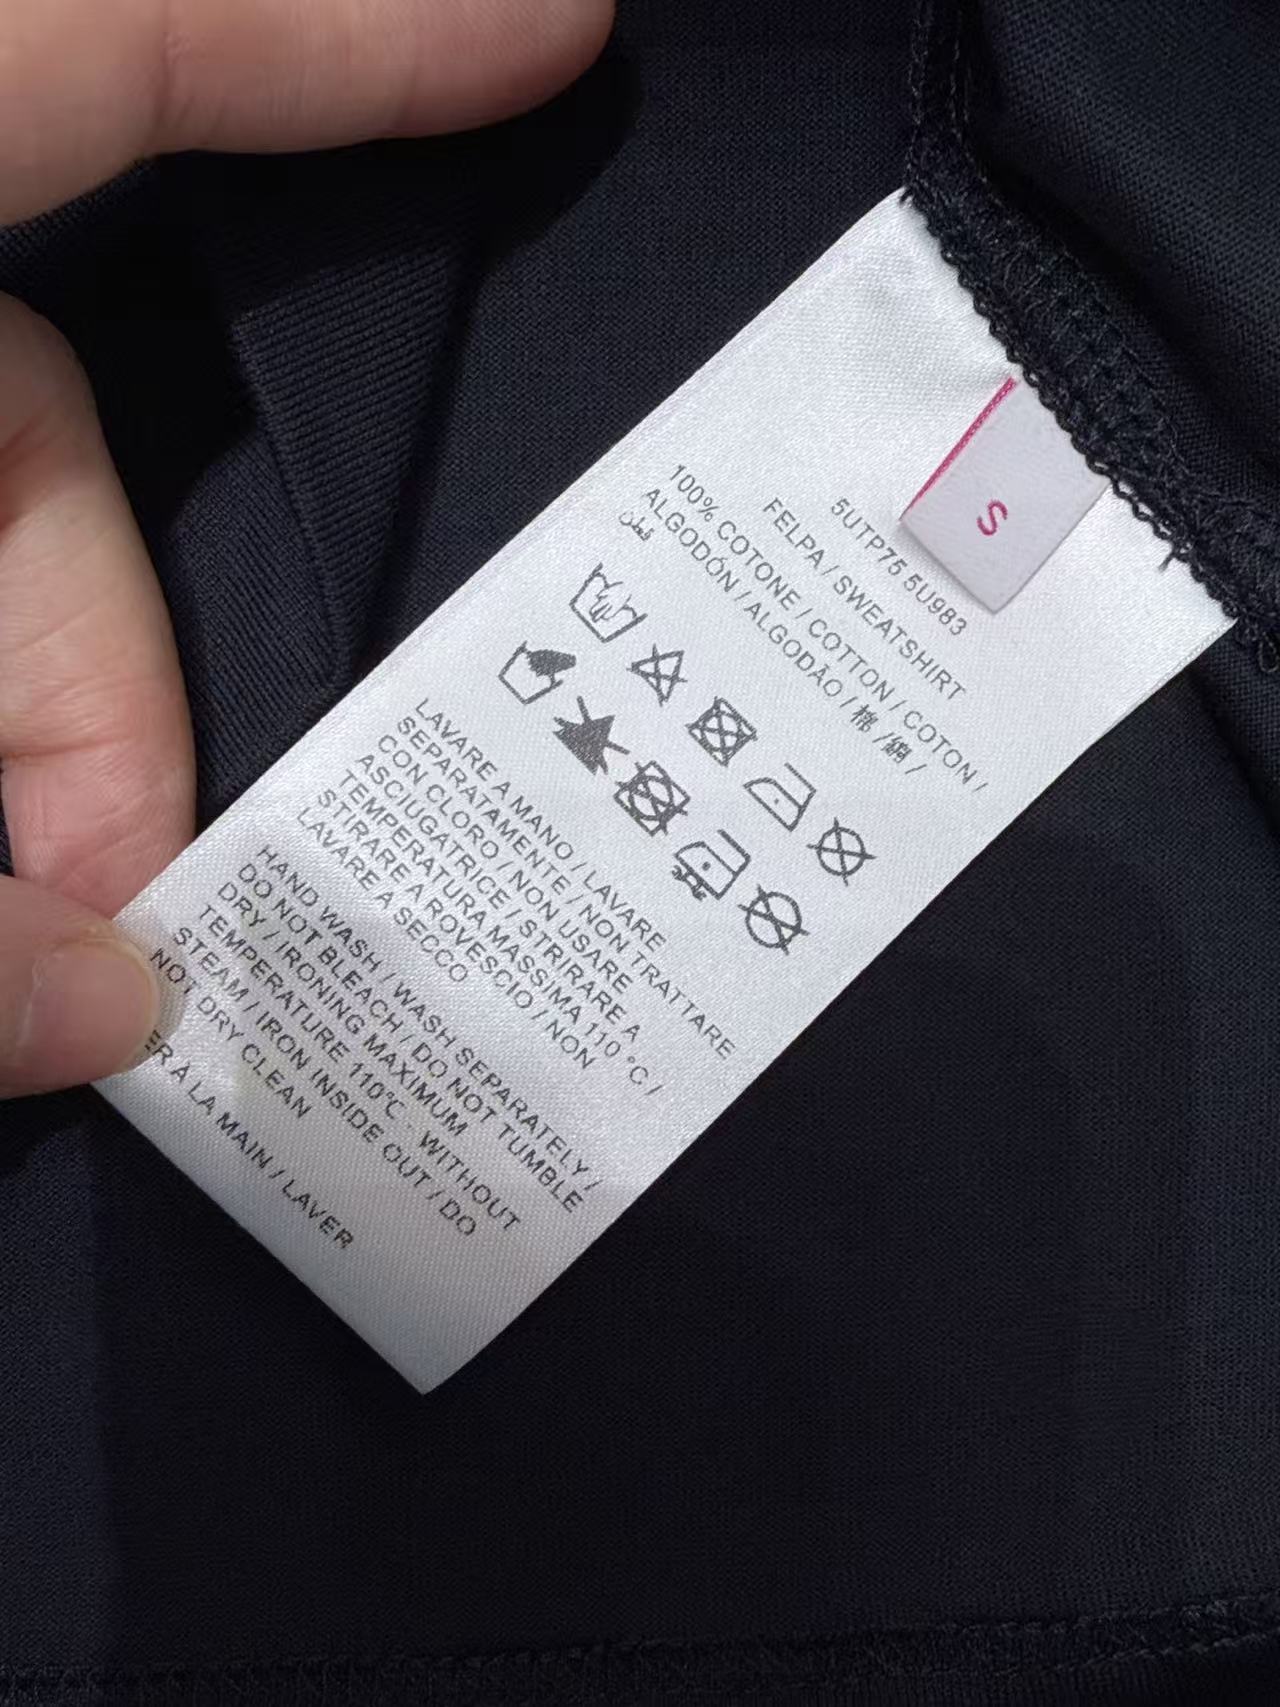 S
5UTP75 5U983
FELPA / SWEATSHIRT
100% COTONE / COTTON / COTON /
ALGODÓN / ALGODÃO / 棉 /綿 /
قطن
LAVARE A MANO / LAVARE
SEPARATAMENTE / NON TRATTARE
CON CLORO / NON USARE
ASCIUGATRICE / STRIRARE A
TEMPERATURA MASSIMA 110 °C /
STIRARE A ROVESCIO / NON
LAVARE A SECCO
HAND WASH / WASH SEPARATELY /
DO NOT BLEACH / DO NOT TUMBLE
DRY / IRONING MAXIMUM
TEMPERATURE 110℃ - WITHOUT
STEAM / IRON INSIDE OUT / DO
NOT DRY CLEAN
ER À LA MAIN / LAVER